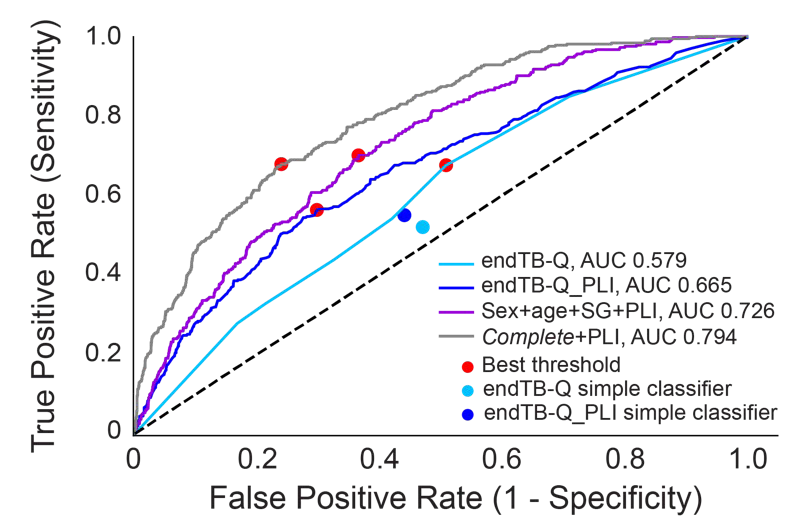 True Positive Rate (Sensitivity)
1.0
0.8
0.6
0.4
0.2
0
endTB-Q, AUC 0.579
endTB-Q_PLI, AUC 0.665
Sex+age+SG+PLI, AUC 0.726
Complete+PLI, AUC 0.794
Best threshold
endTB-Q simple classifier
endTB-Q_PLI simple classifier
0 0.2 0.4 0.6 0.8 1.0
False Positive Rate (1 - Specificity)